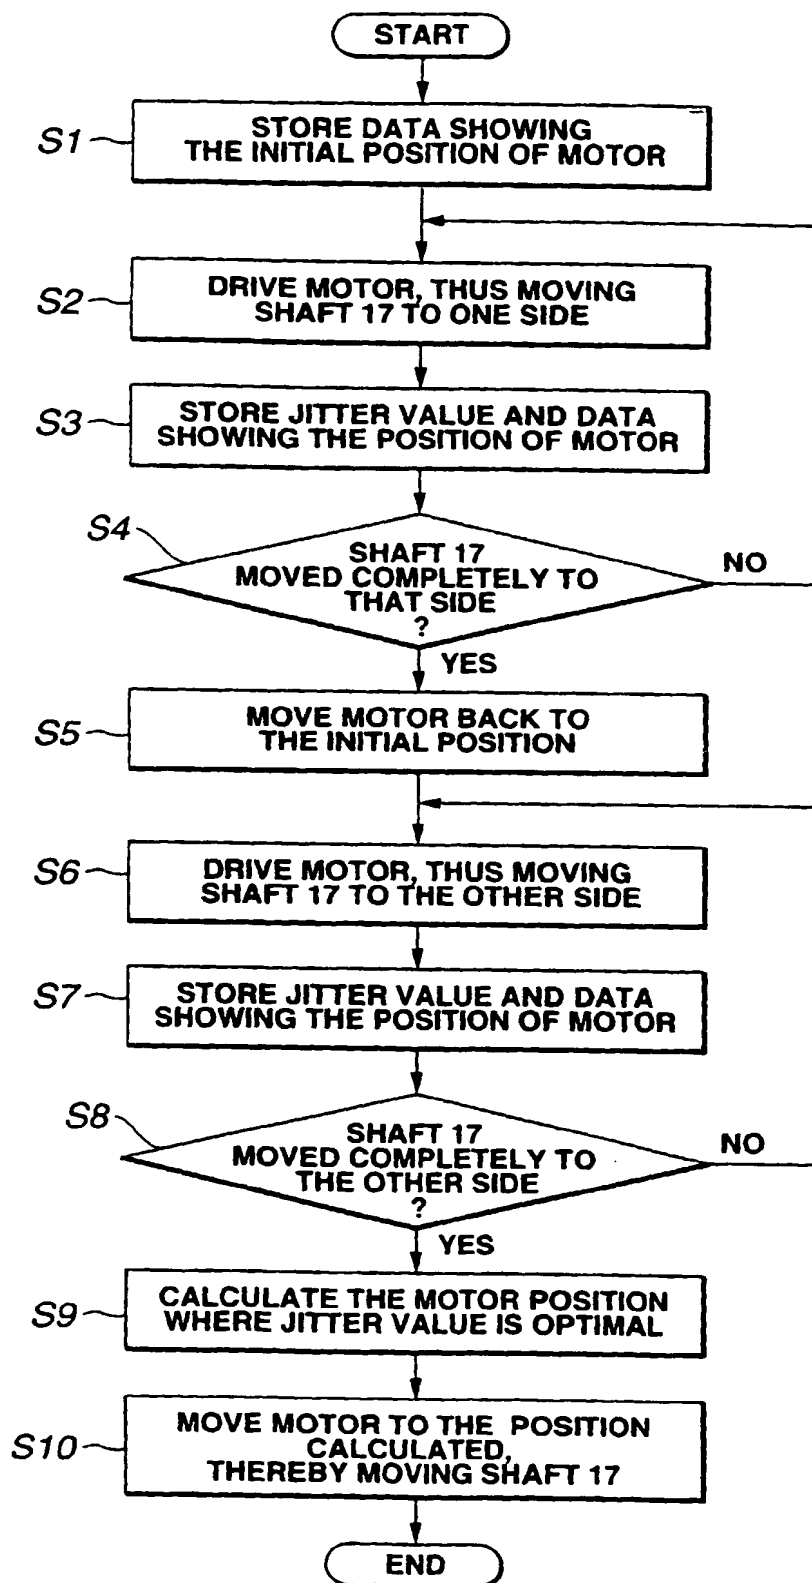 START
S1
STORE DATA SHOWING
THE INITIAL POSITION OF MOTOR
S2
DRIVE MOTOR, THUS MOVING
SHAFT 17 TO ONE SIDE
S3
STORE JITTER VALUE AND DATA
SHOWING THE POSITION OF MOTOR
S4
SHAFT 17
MOVED COMPLETELY TO
THAT SIDE
?
NO
YES
S5
MOVE MOTOR BACK TO
THE INITIAL POSITION
S6
DRIVE MOTOR, THUS MOVING
SHAFT 17 TO THE OTHER SIDE
S7
STORE JITTER VALUE AND DATA
SHOWING THE POSITION OF MOTOR
S8
SHAFT 17
MOVED COMPLETELY TO
THE OTHER SIDE
?
NO
YES
S9
CALCULATE THE MOTOR POSITION
WHERE JITTER VALUE IS OPTIMAL
S10
MOVE MOTOR TO THE POSITION
CALCULATED,
THEREBY MOVING SHAFT 17
END